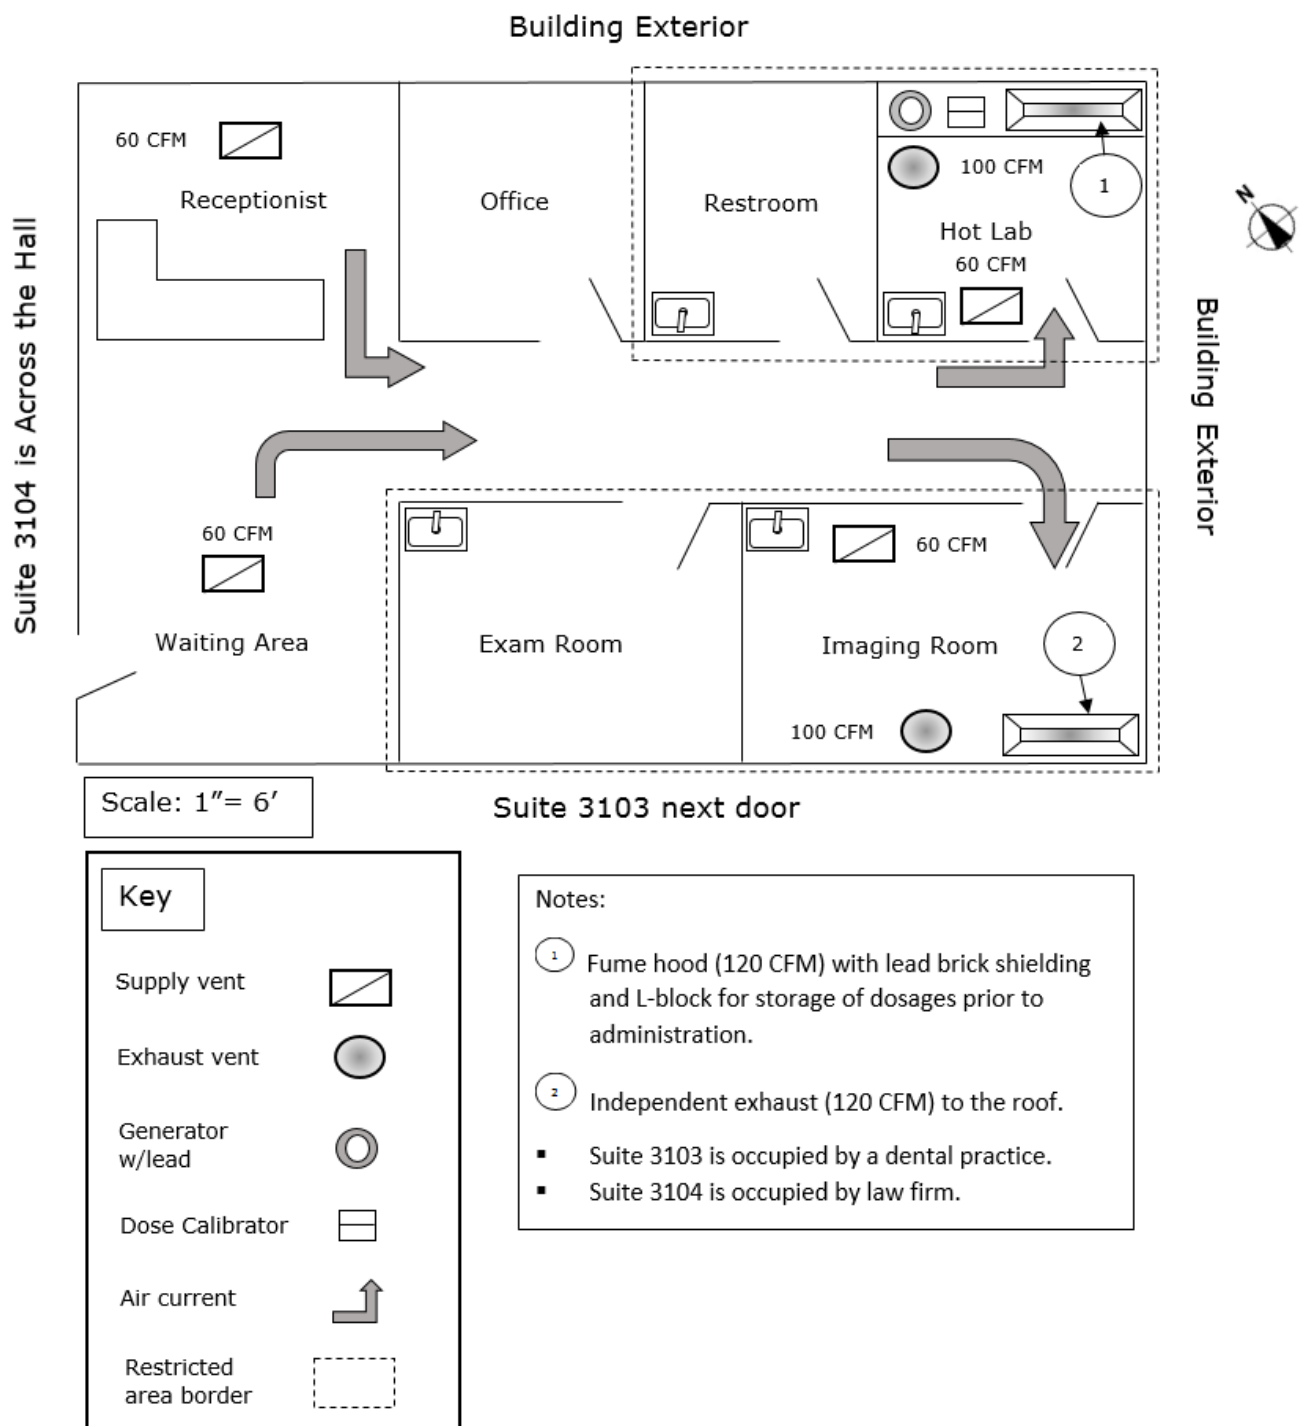 Building Exterior
60 CFM
Receptionist
Office
Restroom
100 CFM
1
Hot Lab
60 CFM
N
Suite 3104 is Across the Hall
Building Exterior
60 CFM
Waiting Area
Exam Room
60 CFM
Imaging Room
2
100 CFM
Scale: 1”= 6’
Suite 3103 next door
Key
Supply vent
Exhaust vent
Generator
w/lead
Dose Calibrator
Air current
Restricted
area border
Notes:
1 Fume hood (120 CFM) with lead brick shielding
and L-block for storage of dosages prior to
administration.
2 Independent exhaust (120 CFM) to the roof.
▪ Suite 3103 is occupied by a dental practice.
▪ Suite 3104 is occupied by law firm.